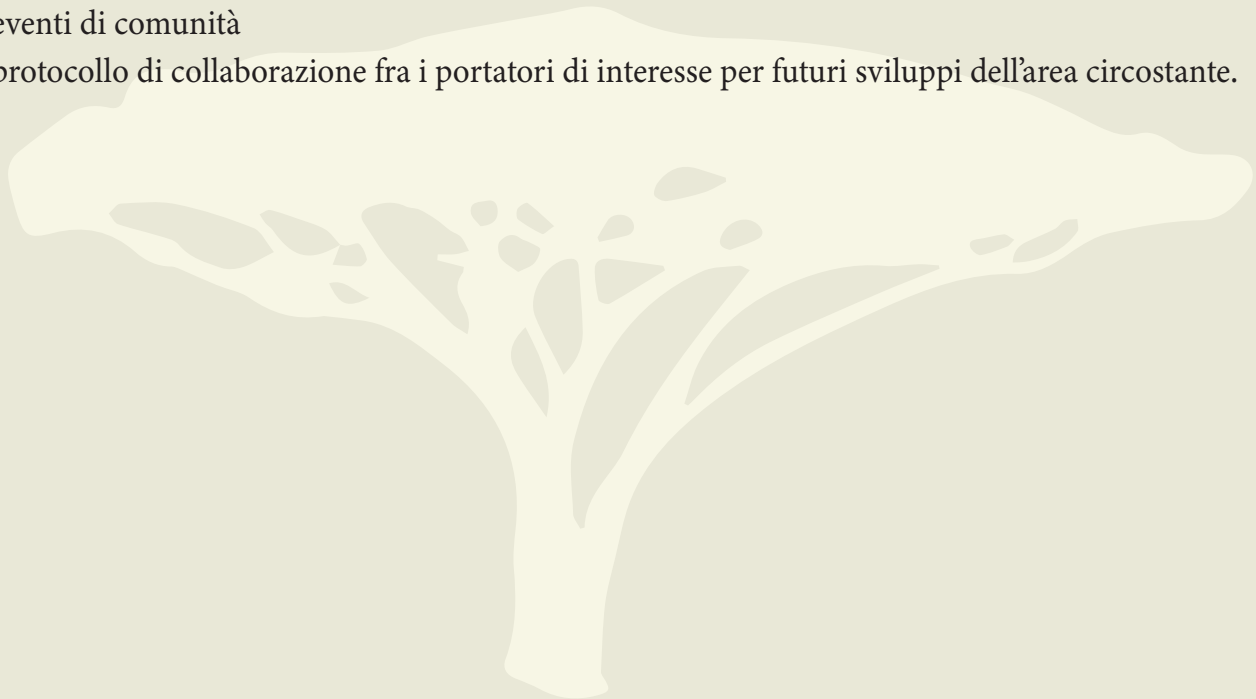 eventi di comunità
protocollo di collaborazione fra i portatori di interesse per futuri sviluppi dell’area circostante.